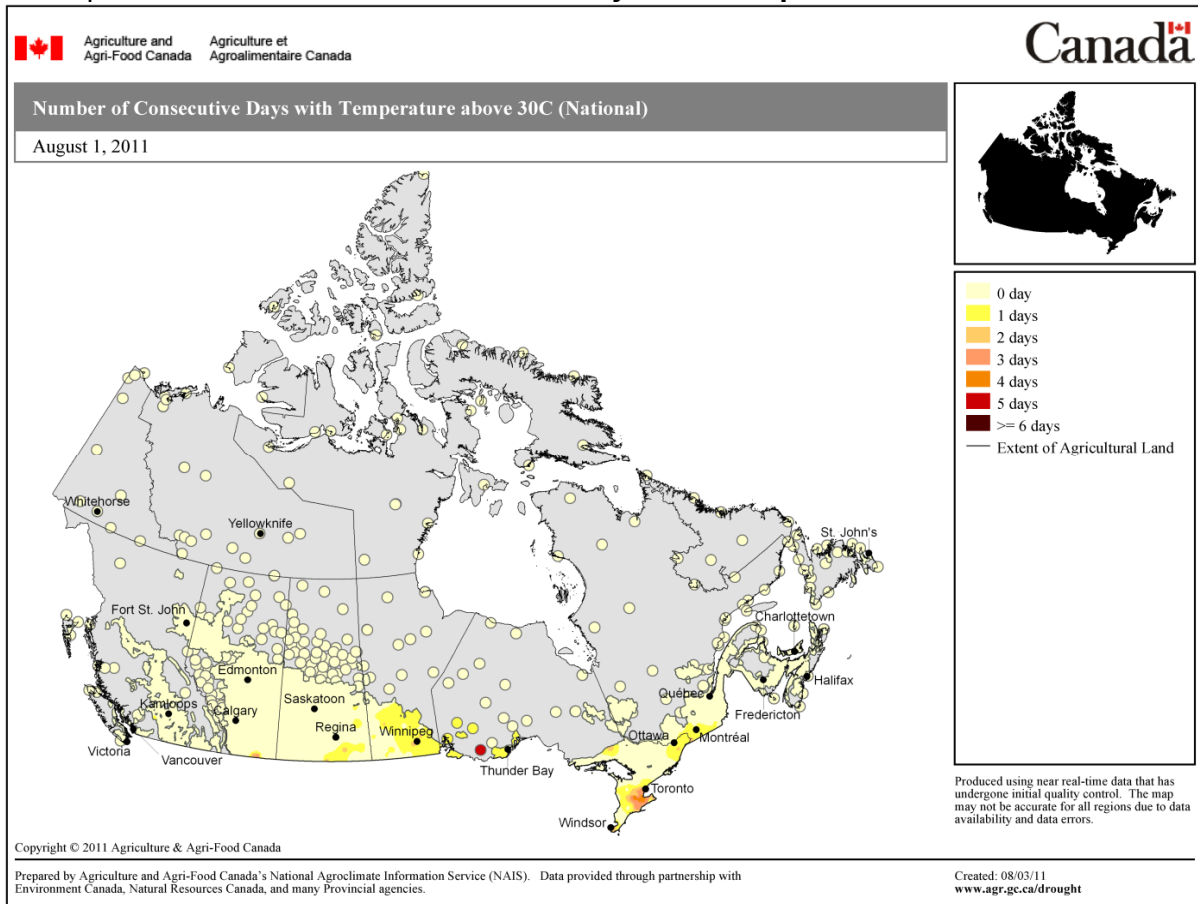 Agriculture and Agriculture et
Agri-Food Canada Agroalimentaire Canada
Canada
Number of Consecutive Days with Temperature above 30C (National)
August 1, 2011
0 day
1 days
2 days
3 days
4 days
5 days
>= 6 days
Extent of Agricultural Land
Whitehorse
Yellowknife
St. John's
Fort St. John
Charlottetown
Edmonton
Halifax
Québec
Saskatoon
Kamloops
Calgary
Fredericton
Regina
Winnipeg
Ottawa
Montréal
Victoria
Vancouver
Thunder Bay
Toronto
Windsor
Produced using near real-time data that has
undergone initial quality control. The map
may not be accurate for all regions due to data
availability and data errors.
Copyright © 2011 Agriculture & Agri-Food Canada
Prepared by Agriculture and Agri-Food Canada's National Agroclimate Information Service (NAIS). Data provided through partnership with
Environment Canada, Natural Resources Canada, and many Provincial agencies.
Created: 08/03/11
www.agr.gc.ca/drought